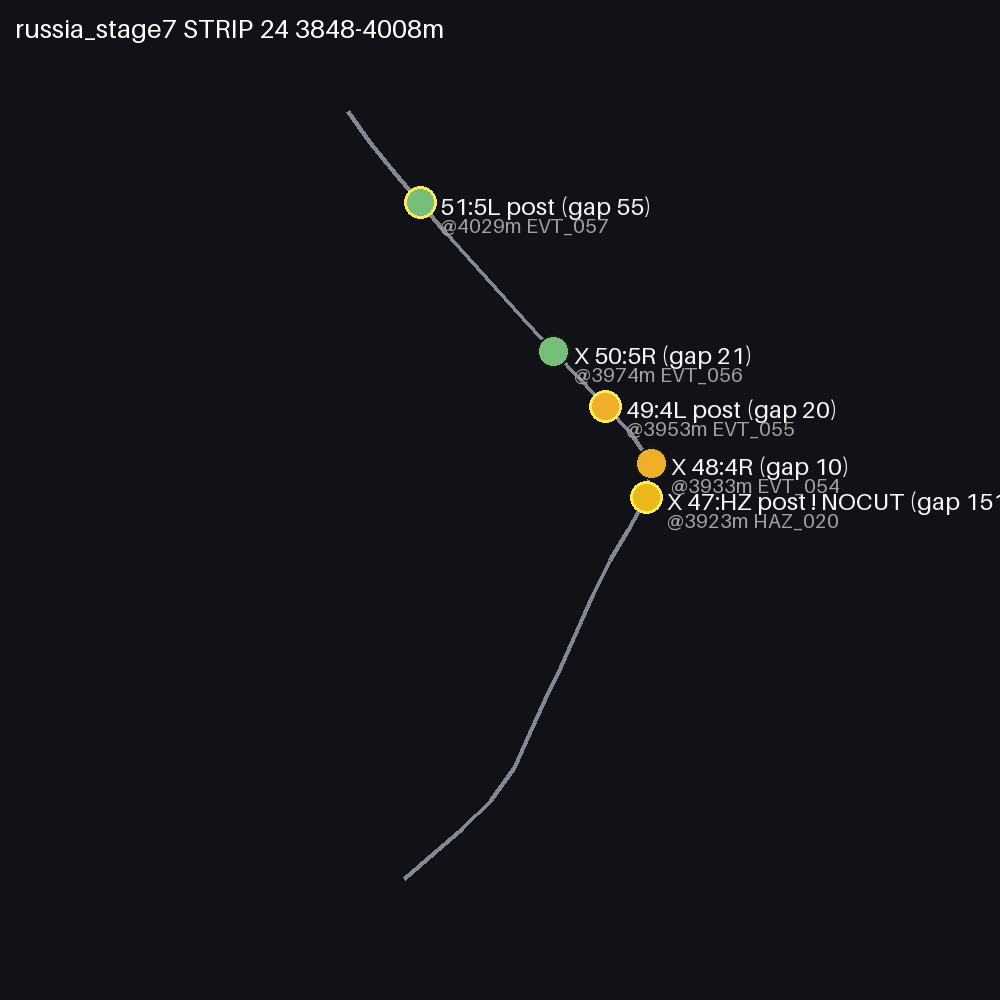 russia_stage7 STRIP 24 3848-4008m
51:5L post (gap 55)
@4029m EVT_057
X 50:5R (gap 21)
@3974m EVT_056
49:4L post (gap 20)
@3953m EVT_055
X 48:4R (gap 10)
@3933m EVT_054
X 47:HZ post ! NOCUT (gap 151
@3923m HAZ_020